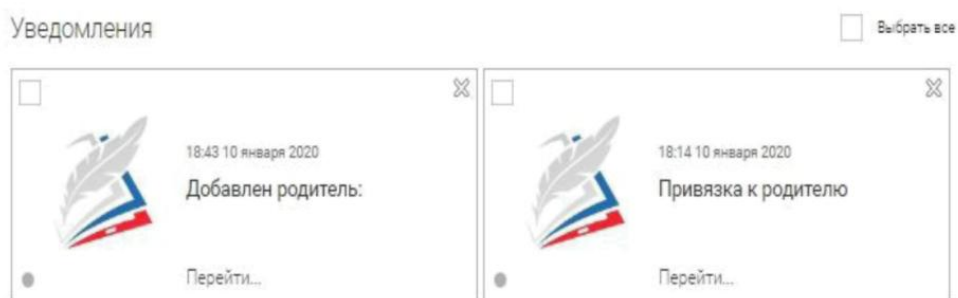 Уведомления
Выбрать все
18:43 10 января 2020
Добавлен родитель:
Перейти...
18:14 10 января 2020
Привязка к родителю
Перейти...